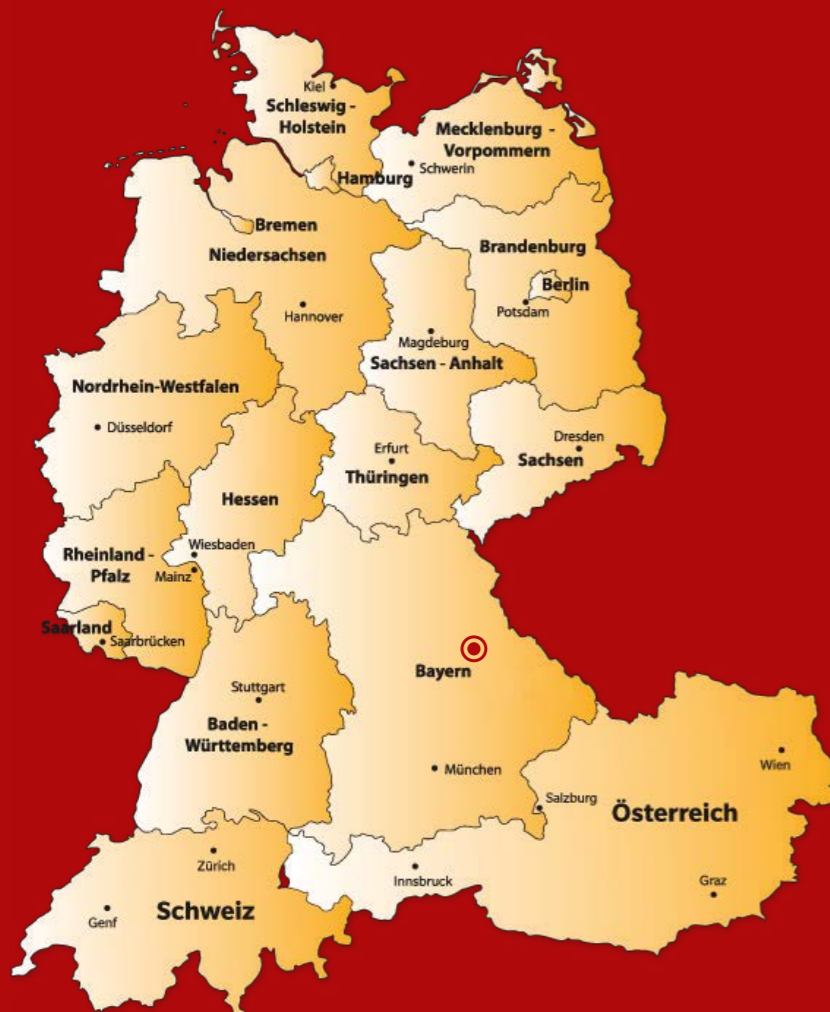 Kiel
Schleswig -
Holstein
Mecklenburg -
Vorpommern
Schwerin
Hamburg
Bremen
Niedersachsen
Brandenburg
Berlin
Potsdam
Hannover
Magdeburg
Sachsen - Anhalt
Nordrhein-Westfalen
Düsseldorf
Erfurt
Thüringen
Dresden
Sachsen
Hessen
Wiesbaden
Rheinland -
Pfalz
Mainz
Saarland
Saarbrücken
Bayern
Stuttgart
Baden -
Württemberg
München
Salzburg
Wien
Österreich
Zürich
Innsbruck
Graz
Genf
Schweiz